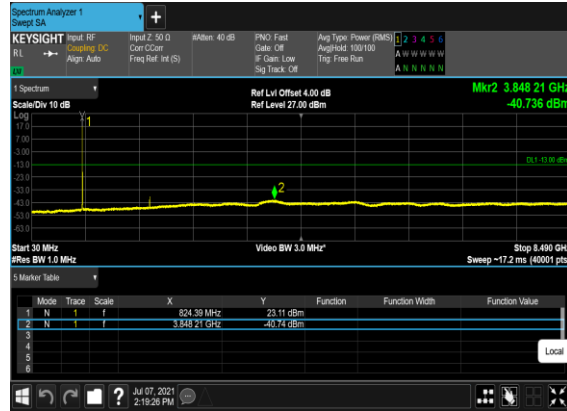 Spectrum Analyzer 1
Swept SA
+
KEYSIGHT Input: RF Input Z: 50 Ω #Atten: 40 dB PNO: Fast Avg Type: Power (RMS) 1 2 3 4 5 6
RL Coupling: DC Corr CCorr Gate: Off Avg|Hold: 100/100 A W W W W W
Align: Auto Freq Ref: Int (S) IF Gain: Low Trig: Free Run
Sig Track: Off A N N N N N
1 Spectrum Ref Lvl Offset 4.00 dB Mkr2 3.848 21 GHz
Scale/Div 10 dB Ref Level 27.00 dBm -40.736 dBm
Log
17.0 1
7.00
-3.00
-13.0 DL1 -13.00 dBm
-23.0
-33.0 2
-43.0
-53.0
-63.0
Start 30 MHz Video BW 3.0 MHz* Stop 8.490 GHz
#Res BW 1.0 MHz Sweep ~17.2 ms (40001 pts)
5 Marker Table
Mode Trace Scale X Y Function Function Width Function Value
1 N 1 f 824.39 MHz 23.11 dBm
2 N 1 f 3.848 21 GHz -40.74 dBm
3
4
5
6
Local
? Jul 07, 2021
2:19:26 PM